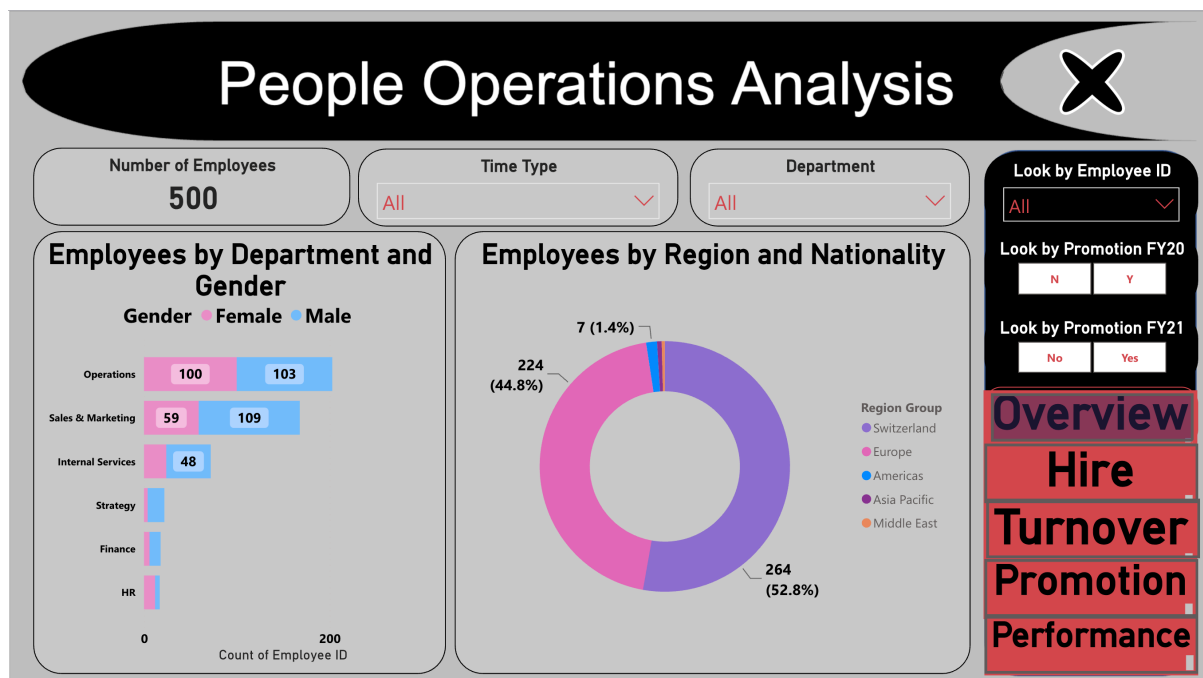 People Operations Analysis
Number of Employees
500
Time Type
All
Department
All
Look by Employee ID
All
Look by Promotion FY20
N
Y
Look by Promotion FY21
No
Yes
Overview
Hire
Turnover
Promotion
Performance
Employees by Department and
Gender
Gender Female Male
Operations 100 103
Sales & Marketing 59 109
Internal Services 48
Strategy
Finance
HR
0 200
Count of Employee ID
Employees by Region and Nationality
7 (1.4%)
224
(44.8%)
264
(52.8%)
Region Group
Switzerland
Europe
Americas
Asia Pacific
Middle East